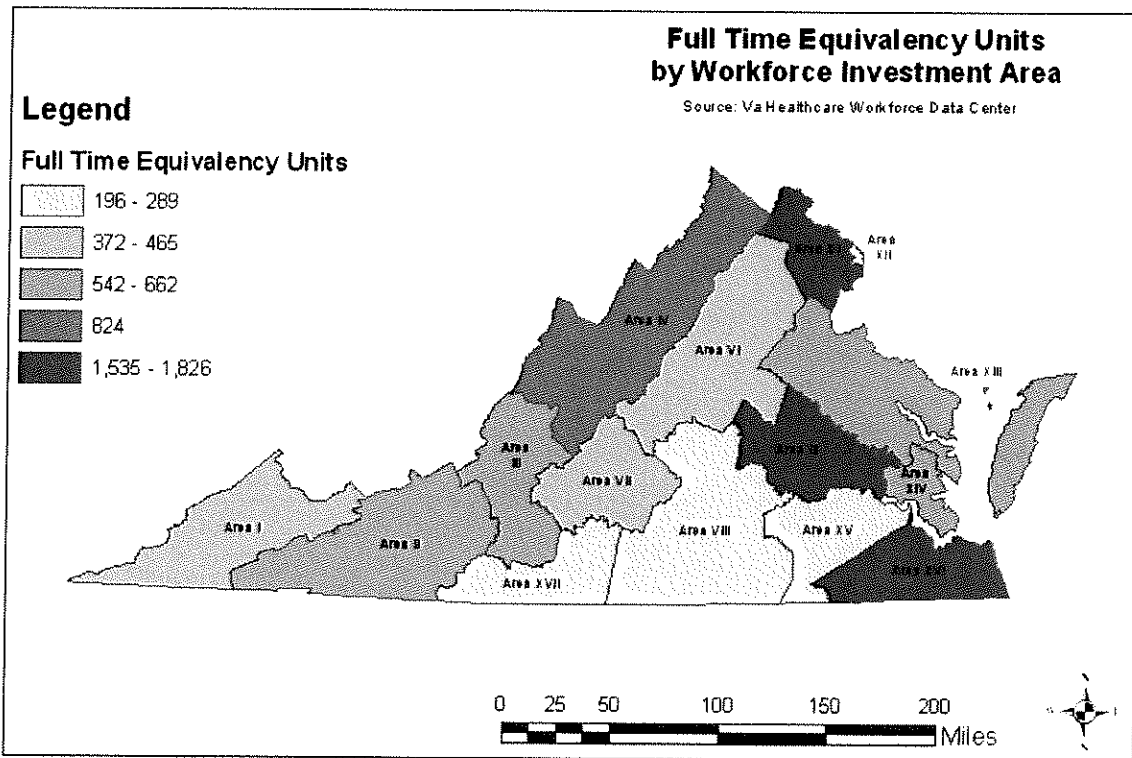 Full Time Equivalency Units
by Workforce Investment Area
Source: Va Healthcare Workforce Data Center
Legend
Full Time Equivalency Units
196 - 289
372 - 465
542 - 662
824
1,535 - 1,826
Area
XII
Area IV
Area VI
Area XIII
Area
III
Area
XIV
Area VII
Area I
Area II
Area VIII
Area XV
Area XVII
0 25 50 100 150 200
Miles